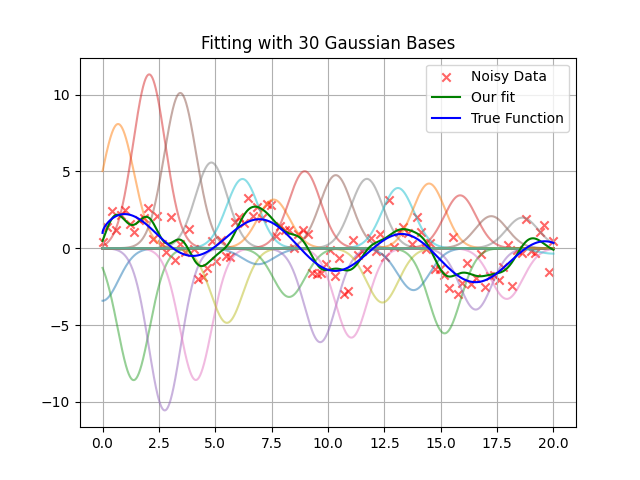 Fitting with 30 Gaussian Bases
Noisy Data
Our fit
True Function
10
5
0
−5
−10
0.0 2.5 5.0 7.5 10.0 12.5 15.0 17.5 20.0